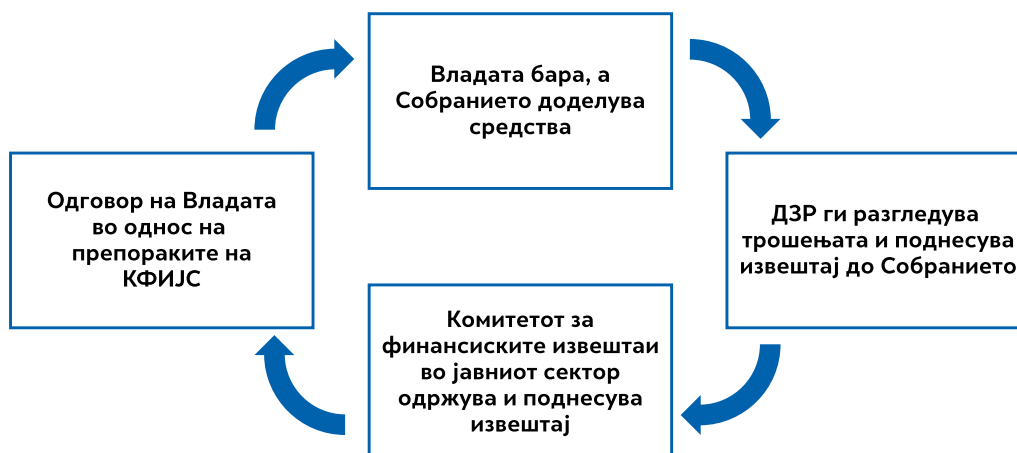 Владата бара, а
Собранието доделува
средства
Одговор на Владата
во однос на
препораките на
КФИЈС
ДЗР ги разгледува
трошењата и поднесува
извештај до Собранието
Комитетот за
финансиските извештаи
во јавниот сектор
одржува и поднесува
извештај